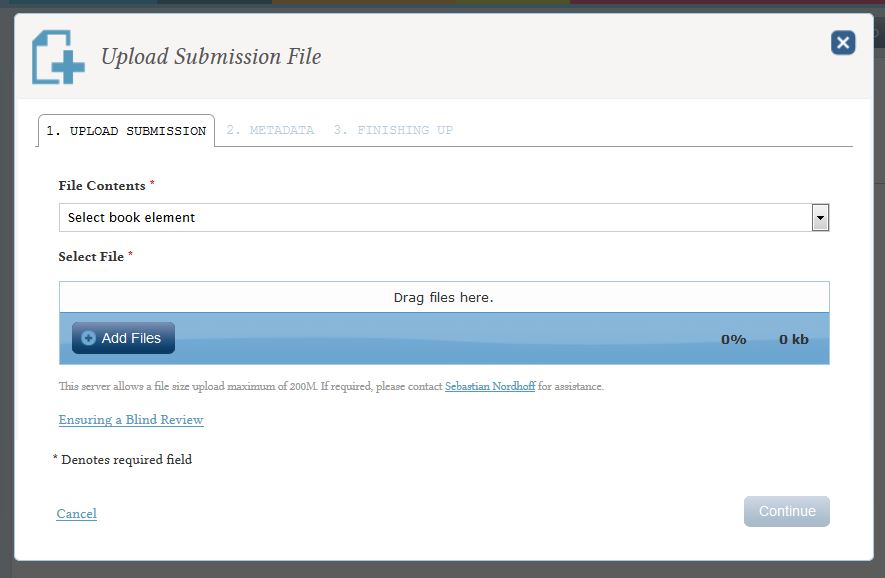 Upload Submission File
1. UPLOAD SUBMISSION 2. METADATA 3. FINISHING UP
File Contents *
Select book element
Select File *
Drag files here.
Add Files 0% 0 kb
This server allows a file size upload maximum of 200M. If required, please contact Sebastian Nordhoff for assistance.
Ensuring a Blind Review
* Denotes required field
Cancel Continue